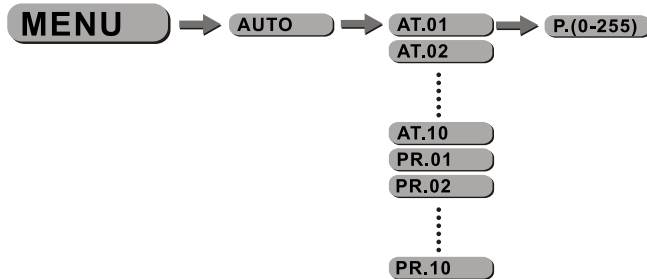 MENU AUTO AT.01 P.(0-255)
AT.02
AT.10
PR.01
PR.02
PR.10